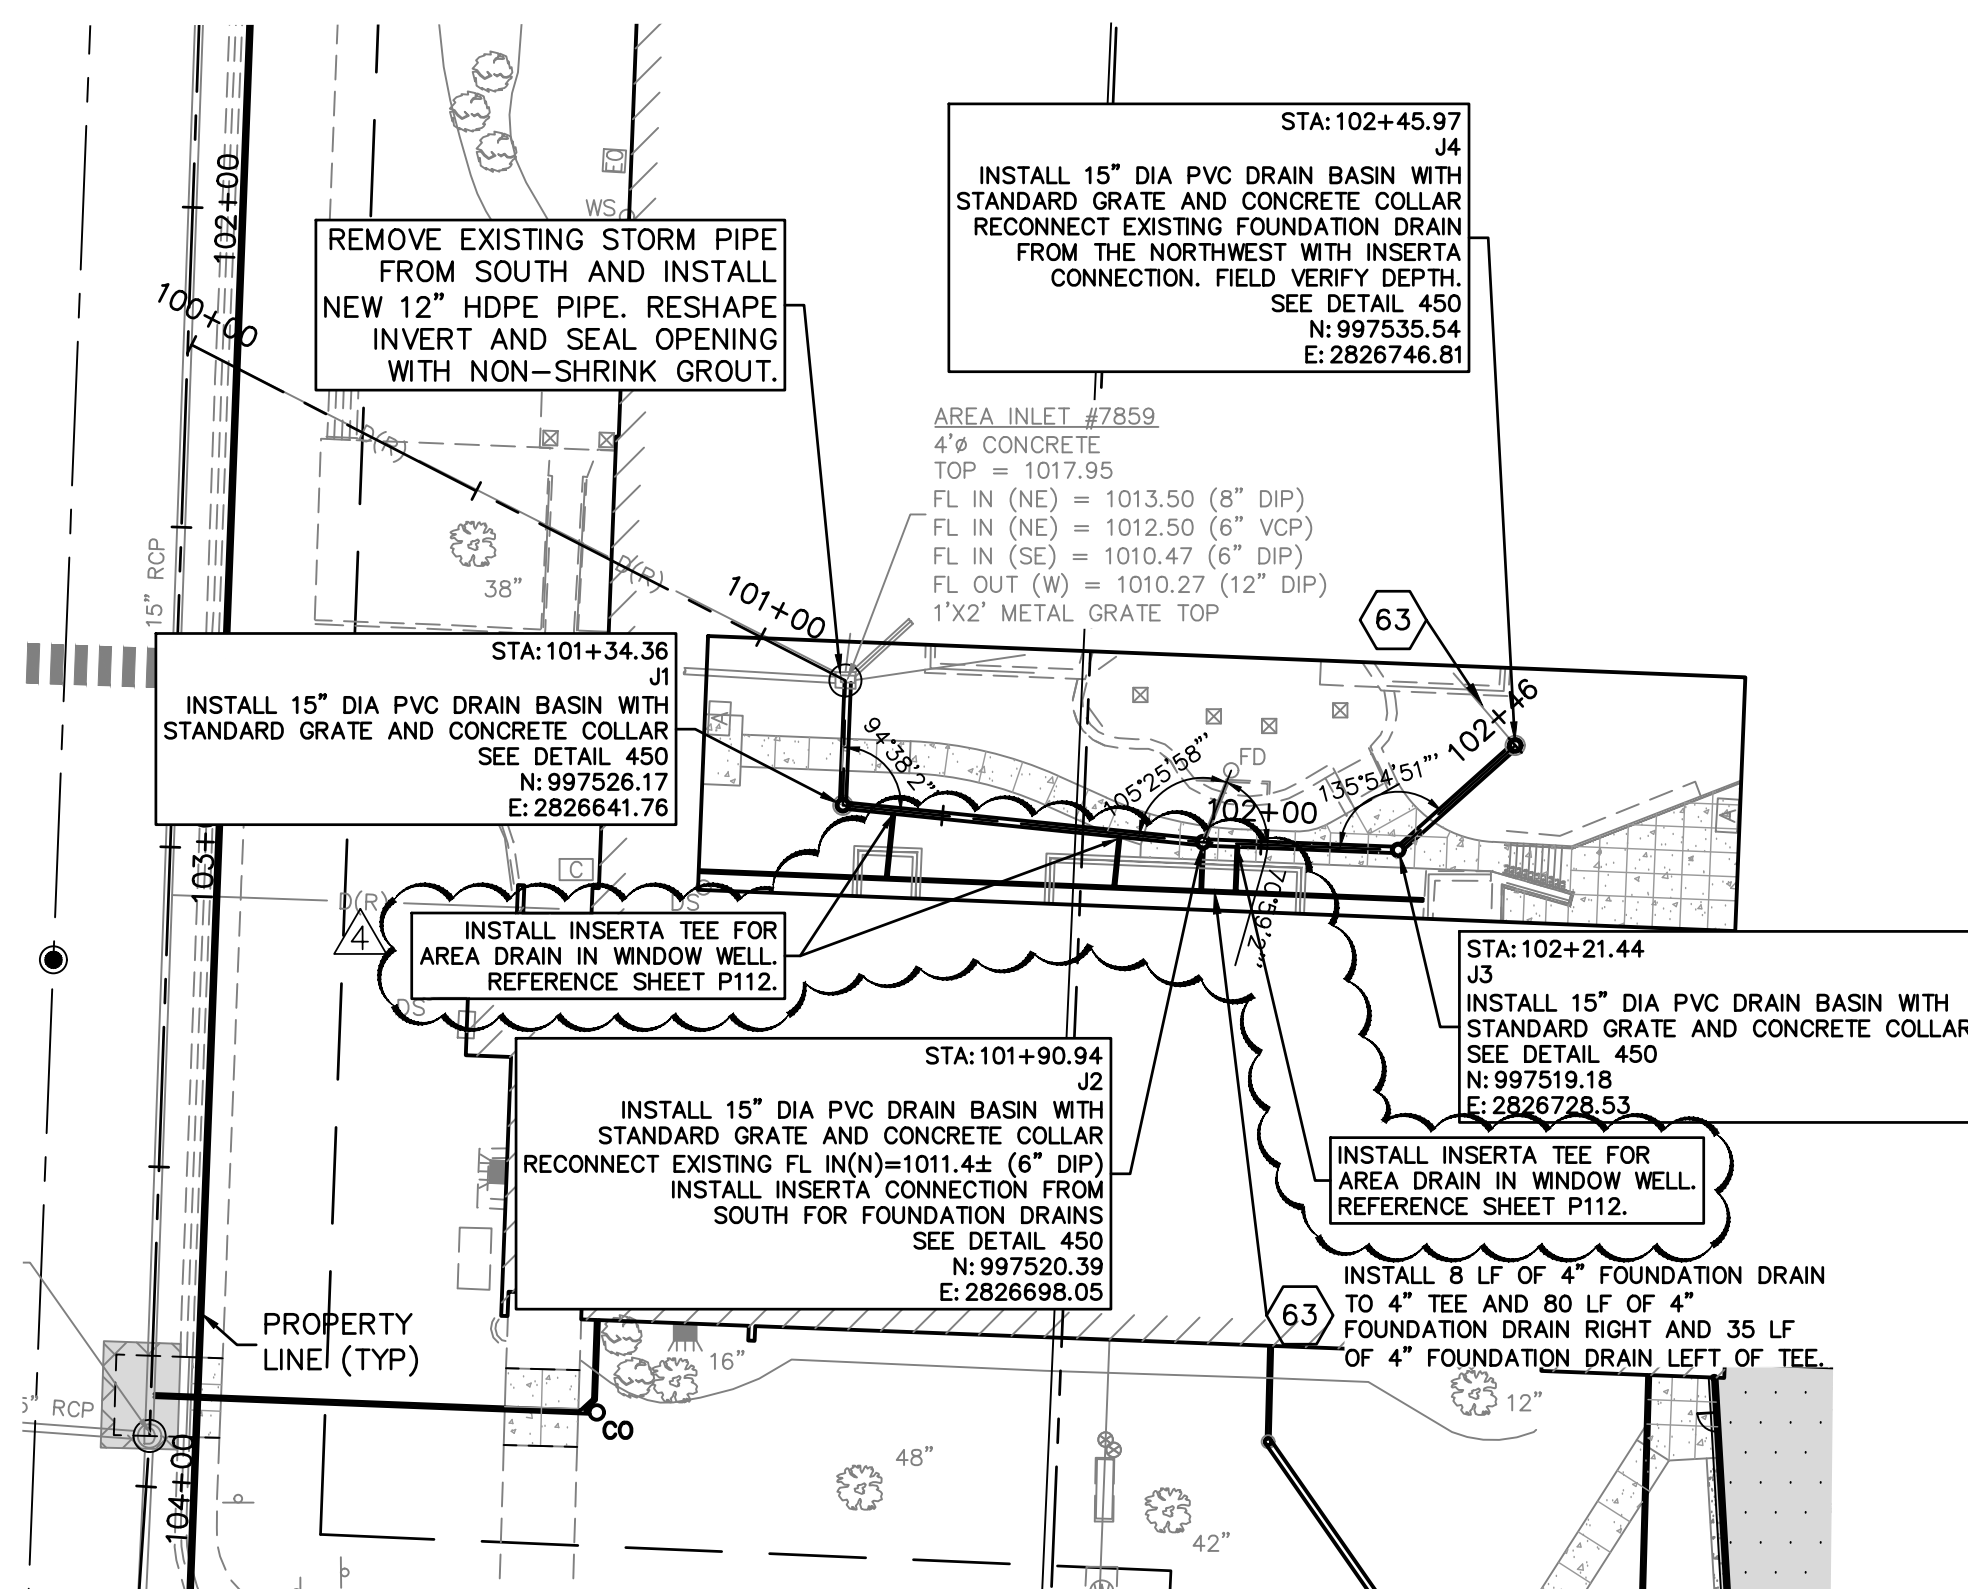 102+00
100+00
EO
WS
REMOVE EXISTING STORM PIPE
FROM SOUTH AND INSTALL
NEW 12" HDPE PIPE. RESHAPE
INVERT AND SEAL OPENING
WITH NON-SHRINK GROUT.
STA:102+45.97
J4
INSTALL 15" DIA PVC DRAIN BASIN WITH
STANDARD GRATE AND CONCRETE COLLAR
RECONNECT EXISTING FOUNDATION DRAIN
FROM THE NORTHWEST WITH INSERTA
CONNECTION. FIELD VERIFY DEPTH.
SEE DETAIL 450
N:997535.54
E:2826746.81
AREA INLET #7859
4'ø CONCRETE
TOP = 1017.95
FL IN (NE) = 1013.50 (8" DIP)
FL IN (NE) = 1012.50 (6" VCP)
FL IN (SE) = 1010.47 (6" DIP)
FL OUT (W) = 1010.27 (12" DIP)
1'X2' METAL GRATE TOP
D(R)
15" RCP
38"
D(R)
101+00
63
STA:101+34.36
J1
INSTALL 15" DIA PVC DRAIN BASIN WITH
STANDARD GRATE AND CONCRETE COLLAR
SEE DETAIL 450
N:997526.17
E:2826641.76
A
94°38'2"
105°25'58"
FD
102+00
135°54'51"
102+46
A
70°59'2"
103+
C
D(R)
DS
4
INSTALL INSERTA TEE FOR
AREA DRAIN IN WINDOW WELL.
REFERENCE SHEET P112.
DS
STA:102+21.44
J3
INSTALL 15" DIA PVC DRAIN BASIN WITH
STANDARD GRATE AND CONCRETE COLLAR
SEE DETAIL 450
N:997519.18
E:2826728.53
STA:101+90.94
J2
INSTALL 15" DIA PVC DRAIN BASIN WITH
STANDARD GRATE AND CONCRETE COLLAR
RECONNECT EXISTING FL IN(N)=1011.4± (6" DIP)
INSTALL INSERTA CONNECTION FROM
SOUTH FOR FOUNDATION DRAINS
SEE DETAIL 450
N:997520.39
E:2826698.05
INSTALL INSERTA TEE FOR
AREA DRAIN IN WINDOW WELL.
REFERENCE SHEET P112.
63
INSTALL 8 LF OF 4" FOUNDATION DRAIN
TO 4" TEE AND 80 LF OF 4"
FOUNDATION DRAIN RIGHT AND 35 LF
OF 4" FOUNDATION DRAIN LEFT OF TEE.
PROPERTY
LINE (TYP)
16"
12"
5" RCP
CO
104+00
48"
42"